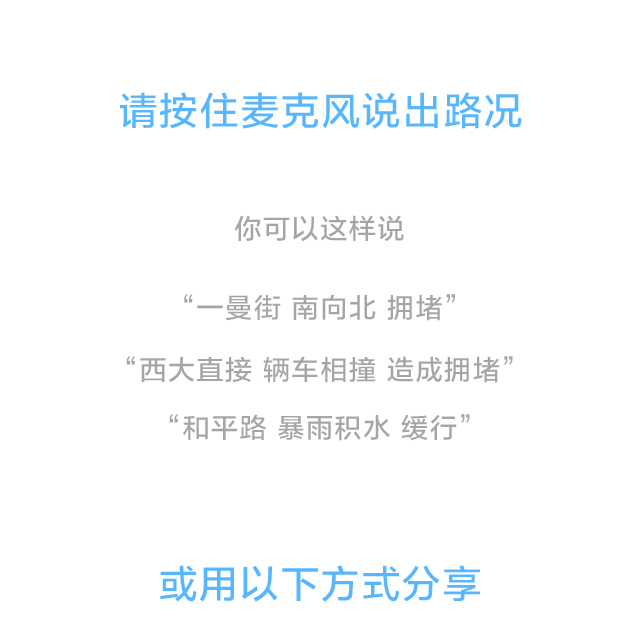 请按住麦克风说出路况
你可以这样说
“一曼街 南向北 拥堵”
“西大直接 辆车相撞 造成拥堵”
“和平路 暴雨积水 缓行”
或用以下方式分享